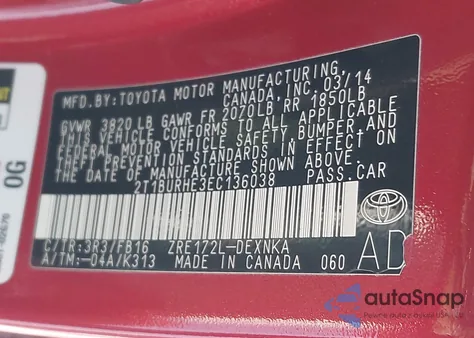 MFD.BY:TOYOTA MOTOR MANUFACTURING
CANADA, INC. 03/14
GVWR 3820 LB GAWR FR 2070LB RR 1850LB
THIS VEHICLE CONFORMS TO ALL APPLICABLE
FEDERAL MOTOR VEHICLE SAFETY, BUMPER, AND
THEFT PREVENTION STANDARDS IN EFFECT ON
THE DATE OF MANUFACTURE SHOWN ABOVE.
2T1BURHE3EC136038 PASS.CAR
C/TR:3R3/FB16 ZRE172L-DEXNKA
A/TM:-04A/K313 MADE IN CANADA 060
AD
0G
autoSnap